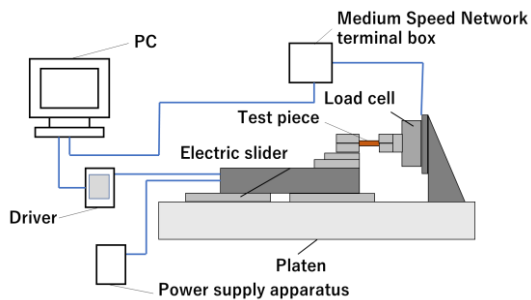 PC
Medium Speed Network
terminal box
Load cell
Test piece
Electric slider
Driver
Platen
Power supply apparatus